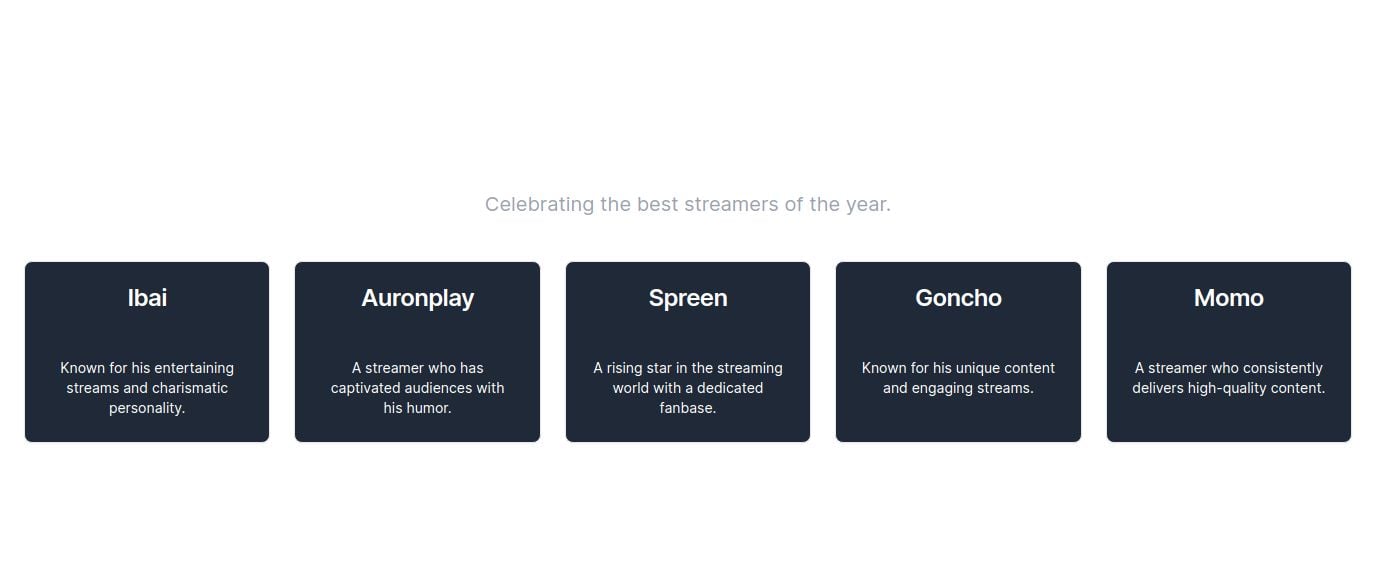 Celebrating the best streamers of the year.
Ibai
Known for his entertaining
streams and charismatic
personality.
Auronplay
A streamer who has
captivated audiences with
his humor.
Spreen
A rising star in the streaming
world with a dedicated
fanbase.
Goncho
Known for his unique content
and engaging streams.
Momo
A streamer who consistently
delivers high-quality content.